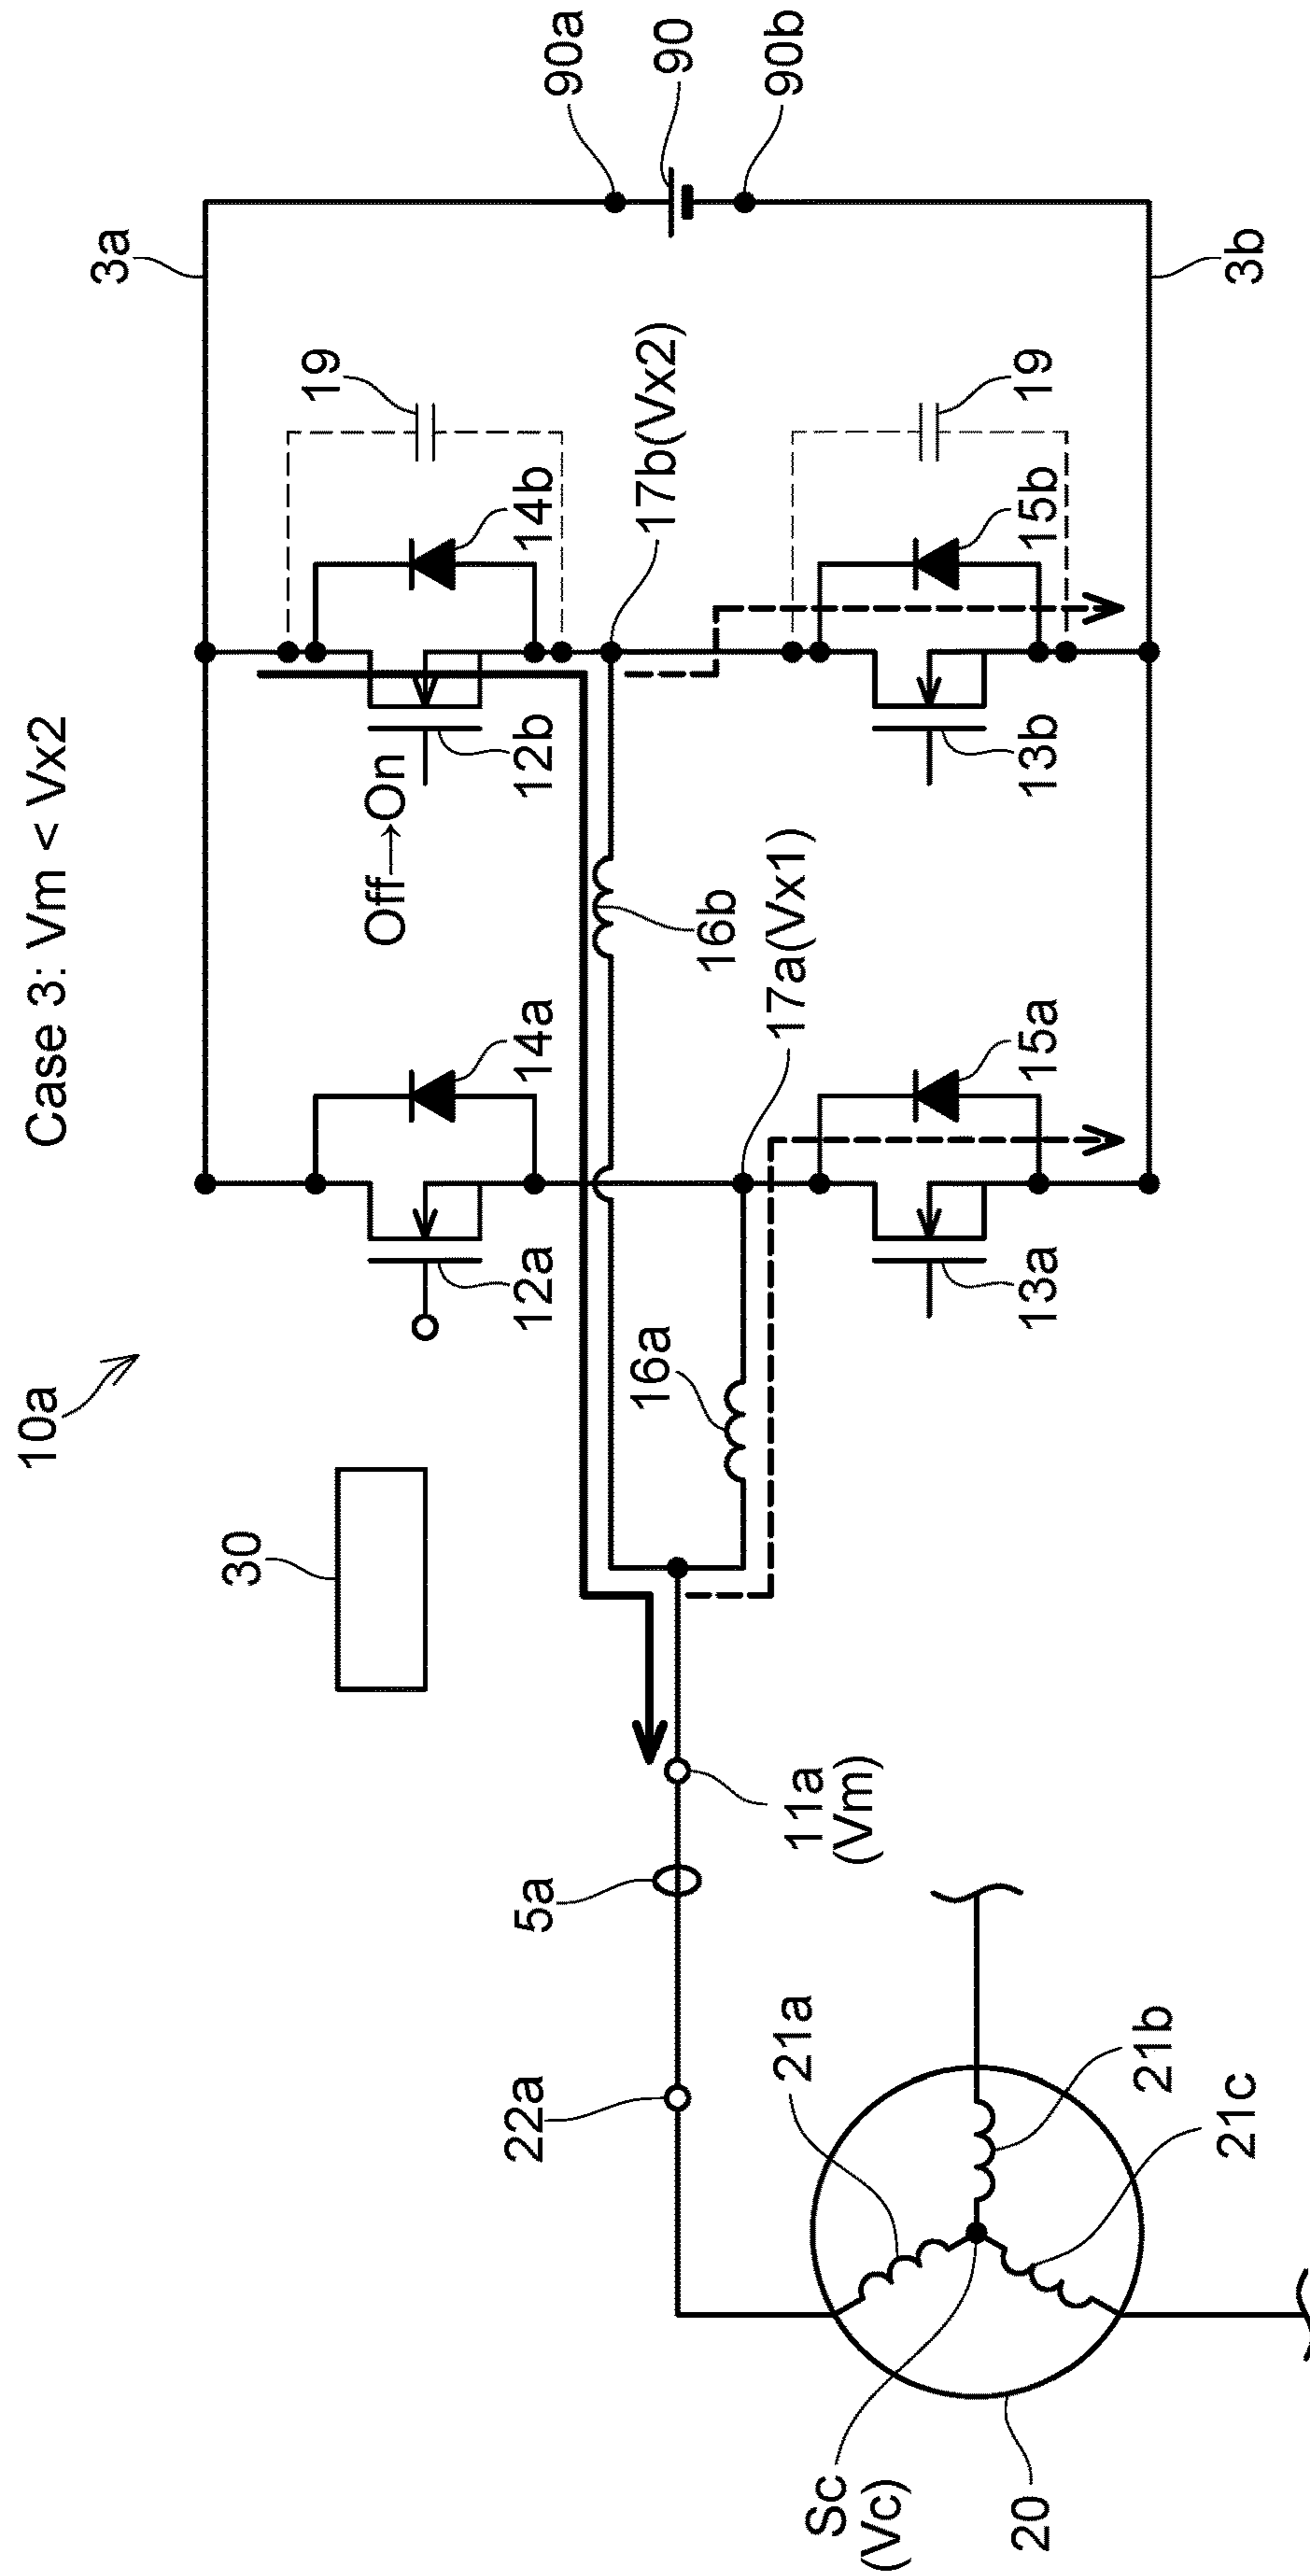 Case 3: Vm < Vx2
10a
30
3a
90a
90
90b
3b
19
14b
12b
Off→On
17b(Vx2)
19
15b
13b
16b
14a
12a
17a(Vx1)
15a
13a
16a
11a
(Vm)
5a
22a
21a
21b
21c
Sc
(Vc)
20